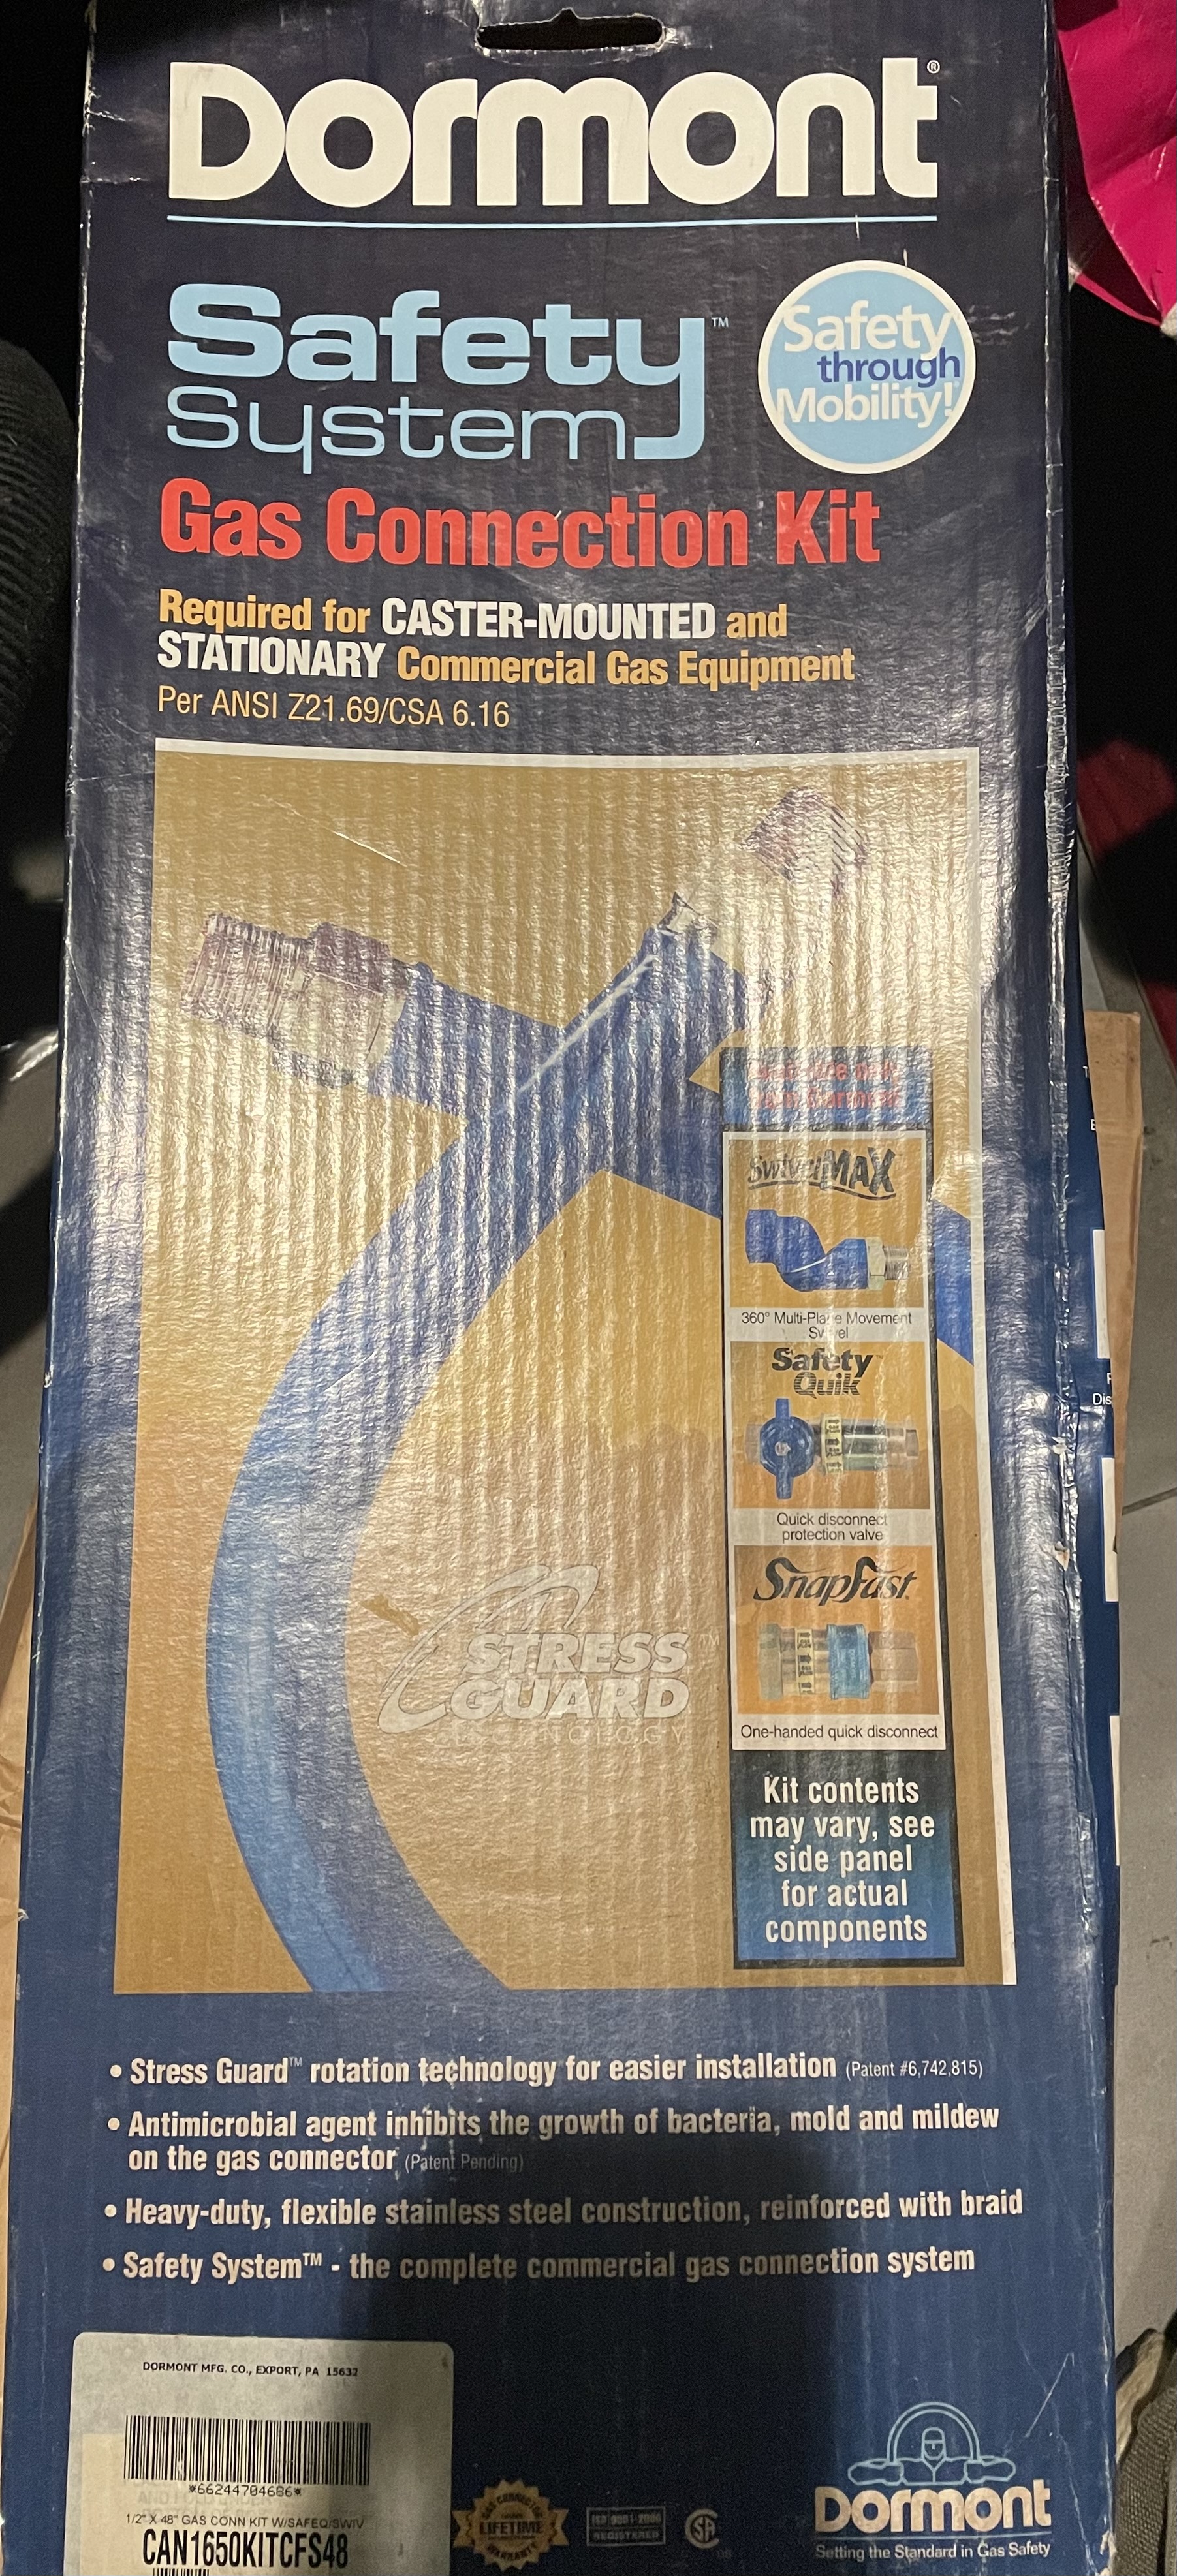 Dormont®
Safety™
System
Safety
through
Mobility!
Gas Connection Kit
Required for CASTER-MOUNTED and
STATIONARY Commercial Gas Equipment
Per ANSI Z21.69/CSA 6.16
SwivelMAX
360° Multi-Plane Movement
Swivel
Safety™
Quik
Quick disconnect
protection valve
SnapFast
One-handed quick disconnect
STRESS
GUARD™
TECHNOLOGY
Kit contents
may vary, see
side panel
for actual
components
• Stress Guard™ rotation technology for easier installation (Patent #6,742,815)
• Antimicrobial agent inhibits the growth of bacteria, mold and mildew
on the gas connector (Patent Pending)
• Heavy-duty, flexible stainless steel construction, reinforced with braid
• Safety System™ - the complete commercial gas connection system
DORMONT MFG. CO., EXPORT, PA 15632
*66244704686*
1/2" X 48" GAS CONN KIT W/SAFEQ/SWIV
CAN1650KITCFS48
LIFETIME
REGISTERED
Dormont
Setting the Standard in Gas Safety